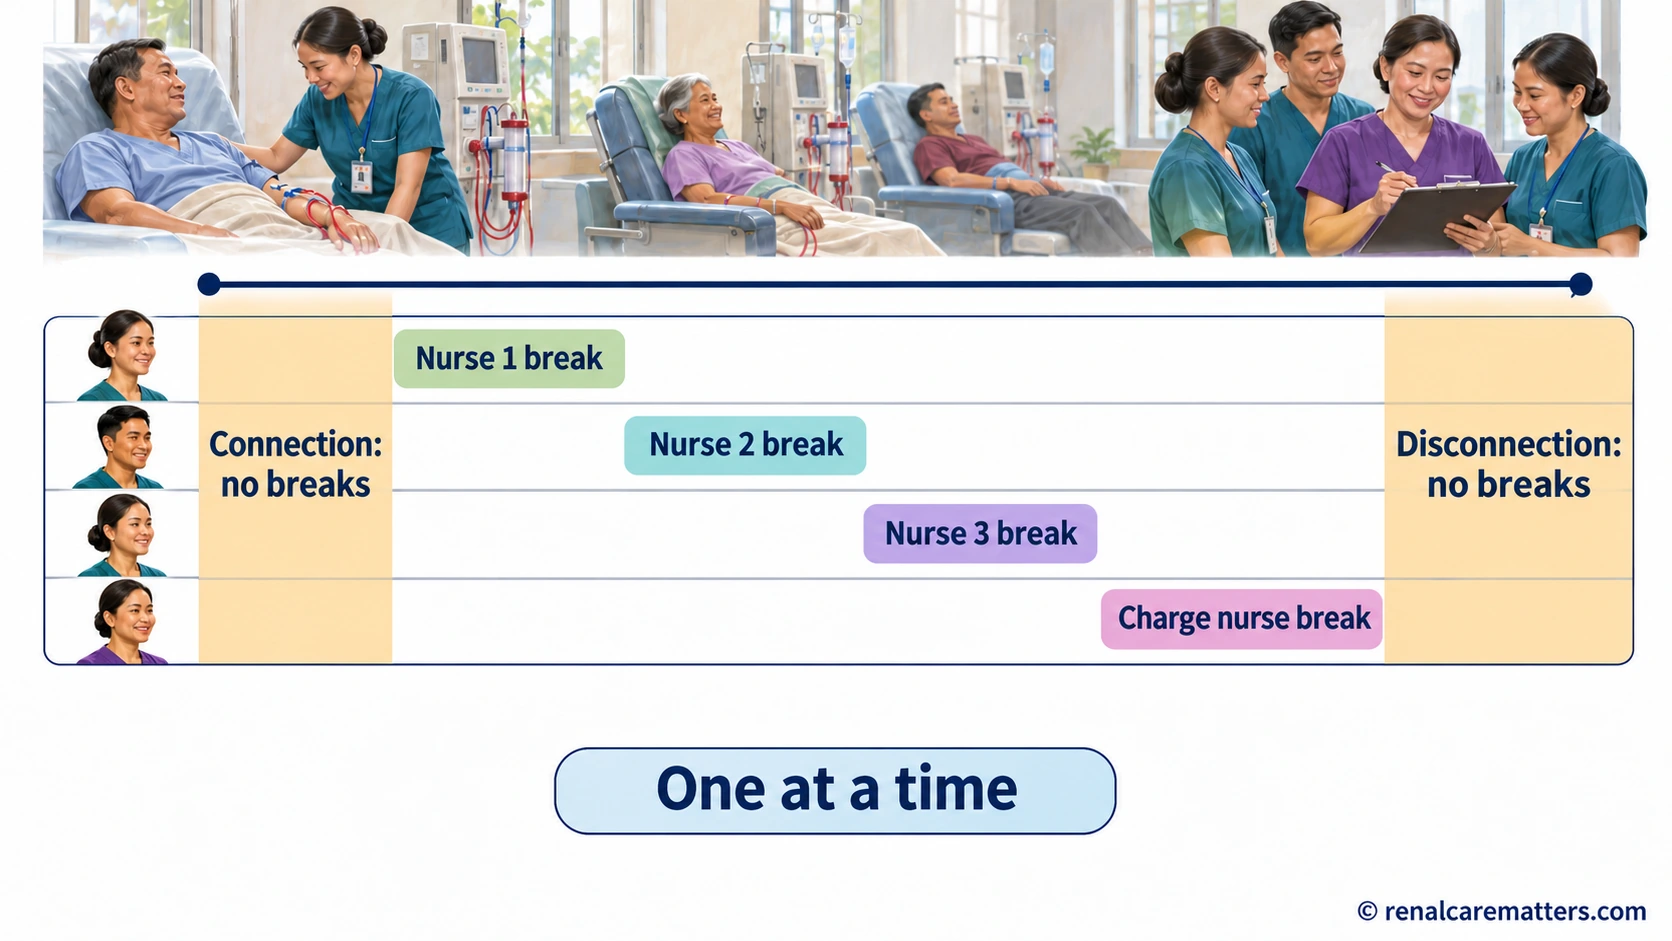 Nurse 1 break
Connection:
no breaks
Nurse 2 break
Disconnection:
no breaks
Nurse 3 break
Charge nurse break
One at a time
© renalcarematters.com